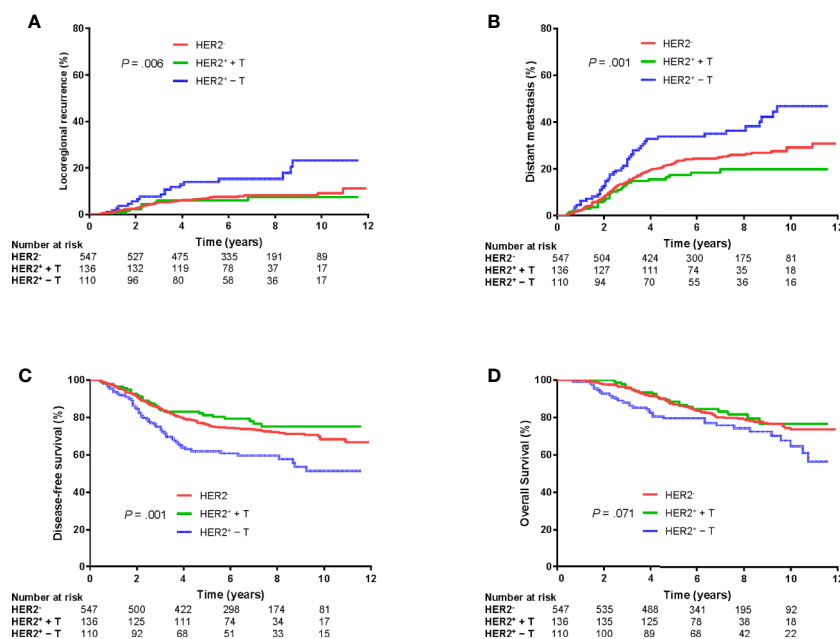 A
Locoregional recurrence (%)
80
60
40
20
0
P = .006
HER2-
HER2+ + T
HER2+ − T
0 2 4 6 8 10 12
Time (years)
Number at risk
HER2- 547 527 475 335 191 89
HER2+ + T 136 132 119 78 37 17
HER2+ − T 110 96 80 58 36 17
B
Distant metastasis (%)
80
60
40
20
0
P = .001
HER2-
HER2+ + T
HER2+ − T
0 2 4 6 8 10 12
Time (years)
Number at risk
HER2- 547 504 424 300 175 81
HER2+ + T 136 127 111 74 35 18
HER2+ − T 110 94 70 55 36 16
C
Disease-free survival (%)
100
80
60
40
20
0
P = .001
HER2-
HER2+ + T
HER2+ − T
0 2 4 6 8 10 12
Time (years)
Number at risk
HER2- 547 500 422 298 174 81
HER2+ + T 136 125 111 74 34 17
HER2+ − T 110 92 68 51 33 15
D
Overall Survival (%)
100
80
60
40
20
0
P = .071
HER2-
HER2+ + T
HER2+ − T
0 2 4 6 8 10 12
Time (years)
Number at risk
HER2- 547 535 488 341 195 92
HER2+ + T 136 135 125 78 38 18
HER2+ − T 110 100 89 68 42 22